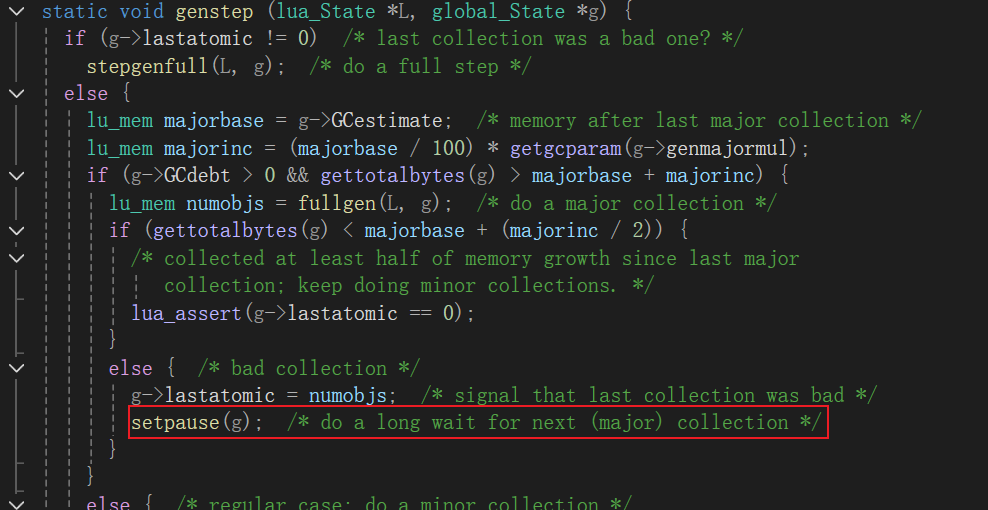 static void genstep (lua_State *L, global_State *g) {
  if (g->lastatomic != 0)  /* last collection was a bad one? */
    stepgenfull(L, g);  /* do a full step */
  else {
    lu_mem majorbase = g->GCestimate;  /* memory after last major collection */
    lu_mem majorinc = (majorbase / 100) * getgcparam(g->genmajormul);
    if (g->GCdebt > 0 && gettotalbytes(g) > majorbase + majorinc) {
      lu_mem numobjs = fullgen(L, g);  /* do a major collection */
      if (gettotalbytes(g) < majorbase + (majorinc / 2)) {
        /* collected at least half of memory growth since last major
           collection; keep doing minor collections. */
        lua_assert(g->lastatomic == 0);
      }
      else {  /* bad collection */
        g->lastatomic = numobjs;  /* signal that last collection was bad */
        setpause(g);  /* do a long wait for next (major) collection */
      }
    }
    else {  /* regular case; do a minor collection */